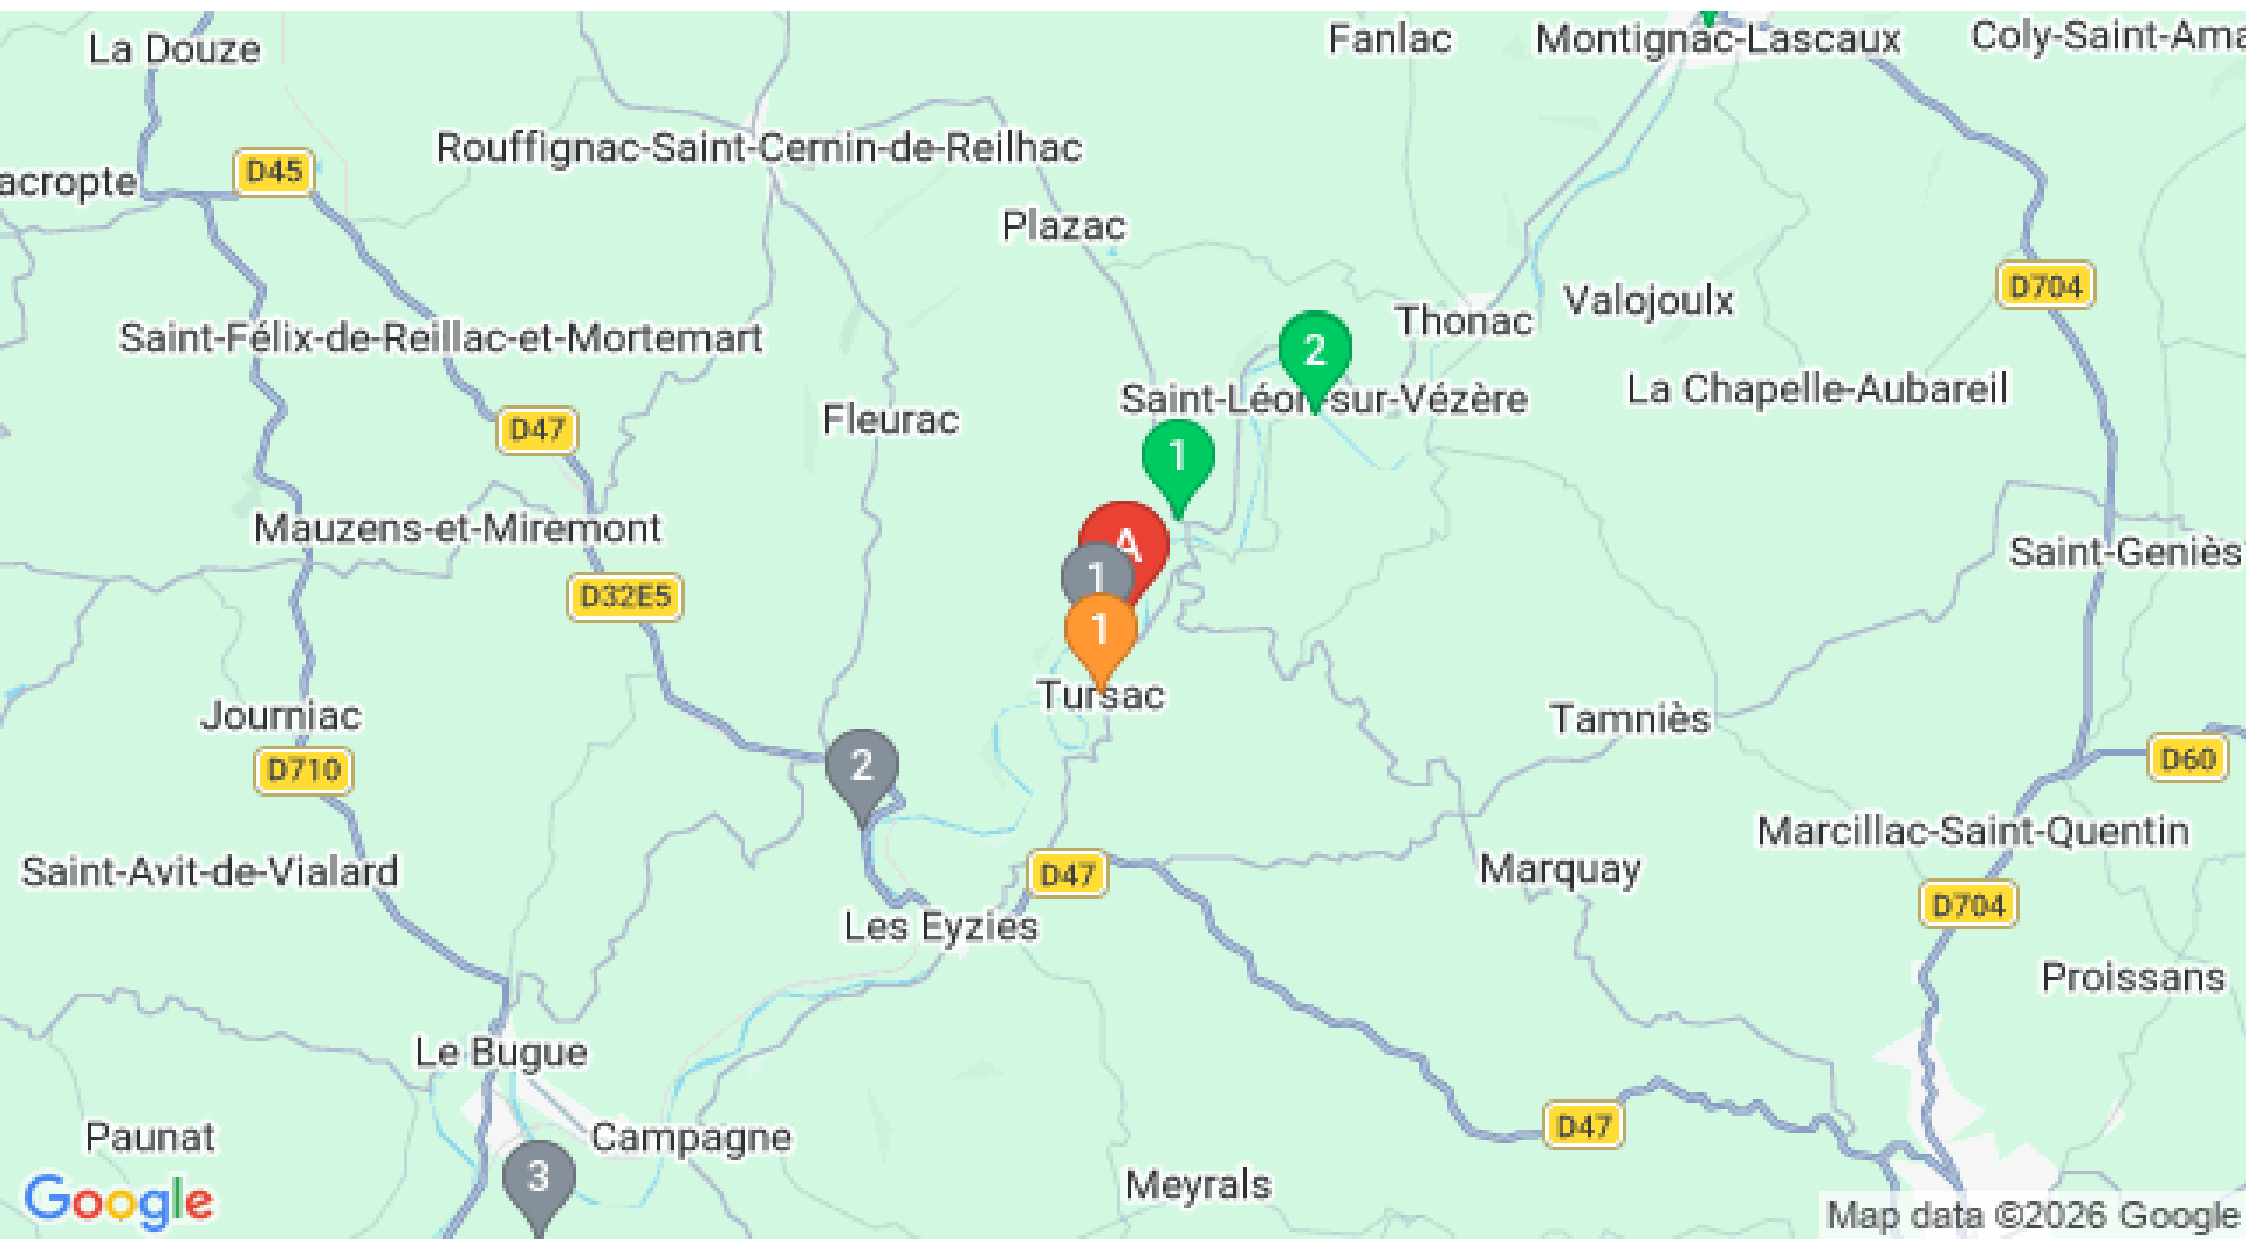 La Douze
Fanlac
Montignac-Lascaux
Coly-Saint-Ama
Rouffignac-Saint-Cernin-de-Reilhac
D45
acropte
Plazac
D704
Valojoulx
Thonac
Saint-Félix-de-Reillac-et-Mortemart
2
La Chapelle-Aubareil
Saint-Léon-sur-Vézère
Fleurac
D47
1
Mauzens-et-Miremont
A
Saint-Geniès
1
D32E5
1
Tursac
Journiac
Tamniès
D60
2
D710
Marcillac-Saint-Quentin
Saint-Avit-de-Vialard
D47
Marquay
D704
Les Eyzies
Proissans
Le Bugue
D47
Paunat
Campagne
3
Meyrals
Google
Map data ©2026 Google